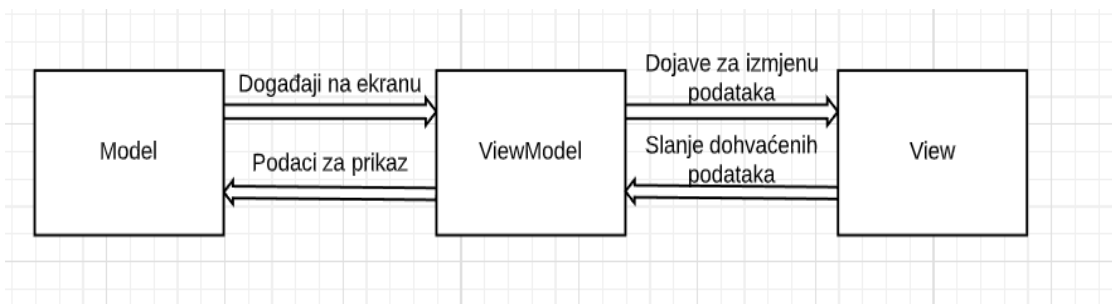 Model
Događaji na ekranu
Podaci za prikaz
ViewModel
Dojave za izmjenu
podataka
Slanje dohvaćenih
podataka
View